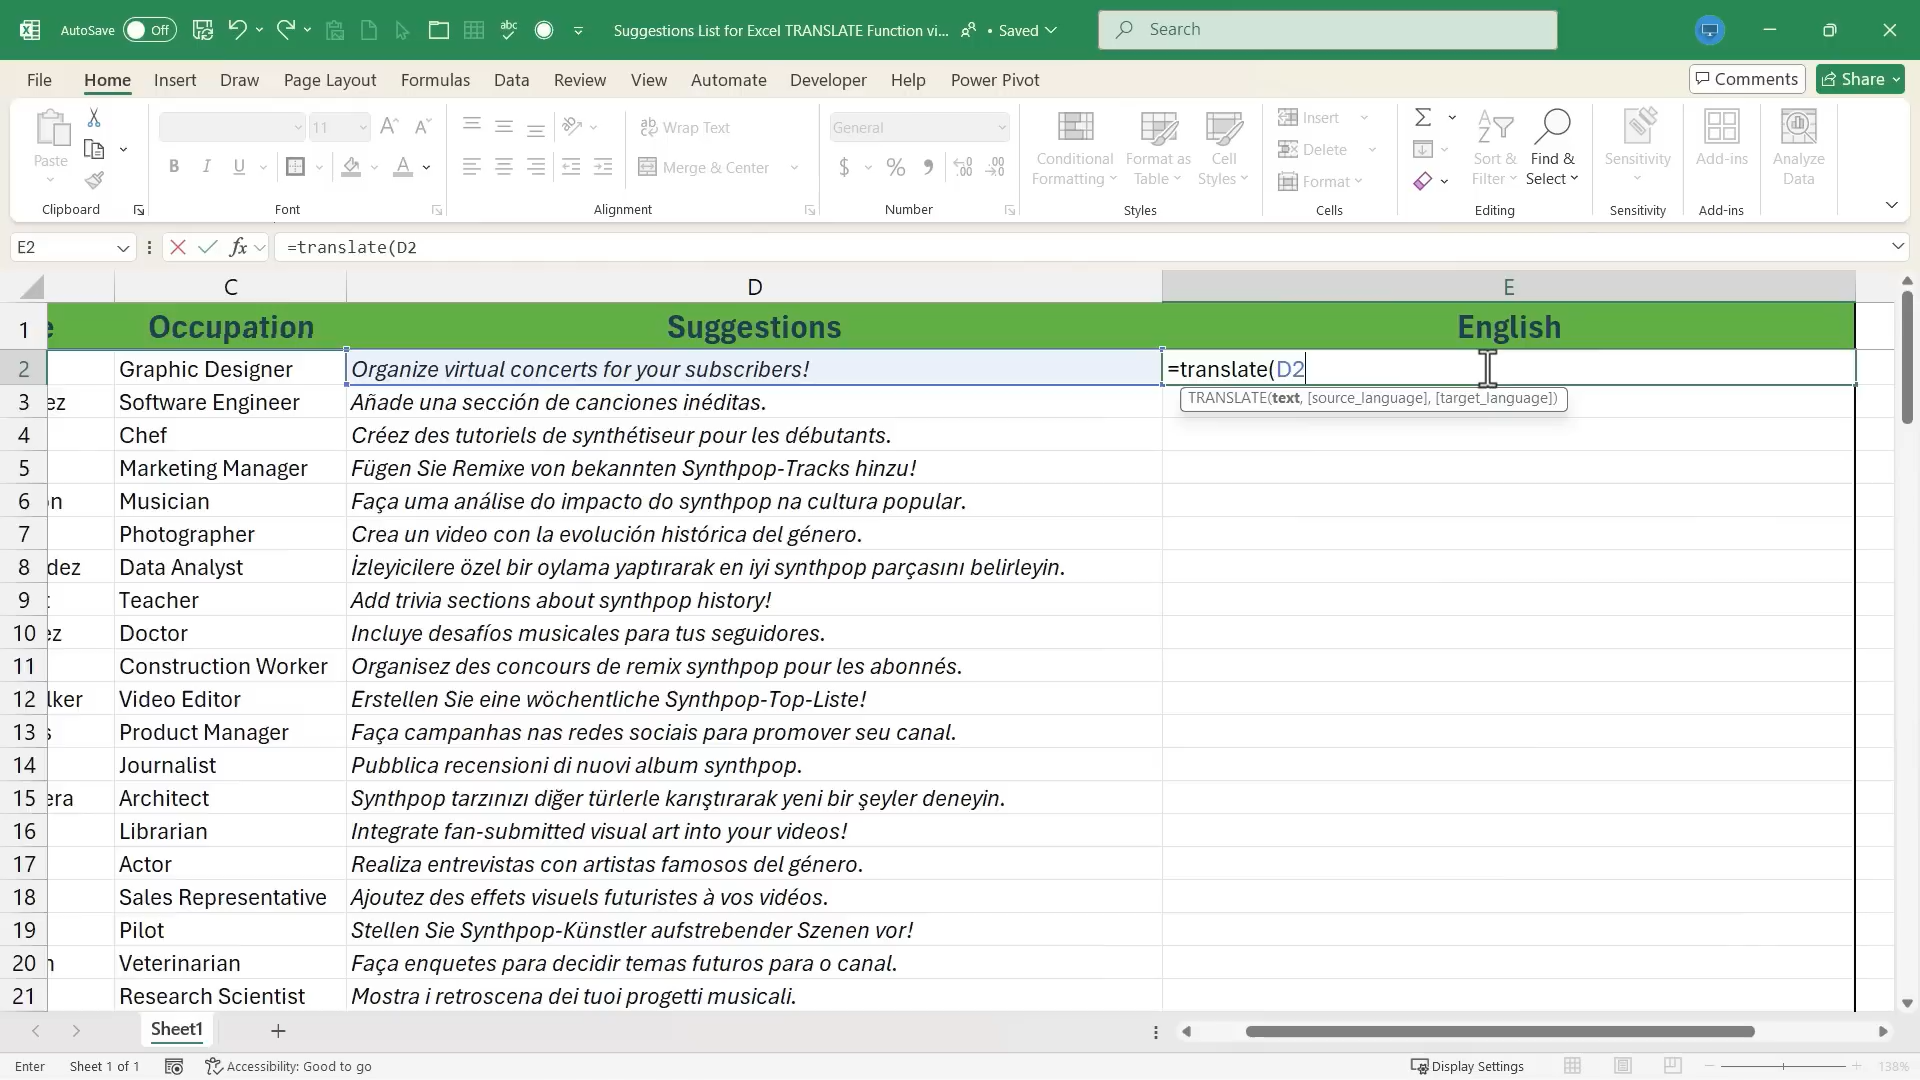 AutoSave Off Suggestions List for Excel TRANSLATE Function vi... • Saved Search
File Home Insert Draw Page Layout Formulas Data Review View Automate Developer Help Power Pivot Comments Share
Paste 11 Wrap Text General Conditional Formatting Format as Table Cell Styles Insert Sort & Filter Find & Select Sensitivity Add-ins Analyze Data
B I U A Merge & Center $ % Delete
Format
Clipboard Font Alignment Number Styles Cells Editing Sensitivity Add-ins
E2 fx =translate(D2
C D E
1 e Occupation Suggestions English
2 Graphic Designer Organize virtual concerts for your subscribers! =translate(D2
TRANSLATE(text, [source_language], [target_language])
3 ez Software Engineer Añade una sección de canciones inéditas.
4 Chef Créez des tutoriels de synthétiseur pour les débutants.
5 Marketing Manager Fügen Sie Remixe von bekannten Synthpop-Tracks hinzu!
6 on Musician Faça uma análise do impacto do synthpop na cultura popular.
7 Photographer Crea un video con la evolución histórica del género.
8 dez Data Analyst İzleyicilere özel bir oylama yaptırarak en iyi synthpop parçasını belirleyin.
9 Teacher Add trivia sections about synthpop history!
10 ez Doctor Incluye desafíos musicales para tus seguidores.
11 Construction Worker Organisez des concours de remix synthpop pour les abonnés.
12 lker Video Editor Erstellen Sie eine wöchentliche Synthpop-Top-Liste!
13 s Product Manager Faça campanhas nas redes sociais para promover seu canal.
14 Journalist Pubblica recensioni di nuovi album synthpop.
15 era Architect Synthpop tarzınızı diğer türlerle karıştırarak yeni bir şeyler deneyin.
16 Librarian Integrate fan-submitted visual art into your videos!
17 Actor Realiza entrevistas con artistas famosos del género.
18 Sales Representative Ajoutez des effets visuels futuristes à vos vidéos.
19 Pilot Stellen Sie Synthpop-Künstler aufstrebender Szenen vor!
20 n Veterinarian Faça enquetes para decidir temas futuros para o canal.
21 Research Scientist Mostra i retroscena dei tuoi progetti musicali.
Sheet1
Enter Sheet 1 of 1 Accessibility: Good to go Display Settings 138%